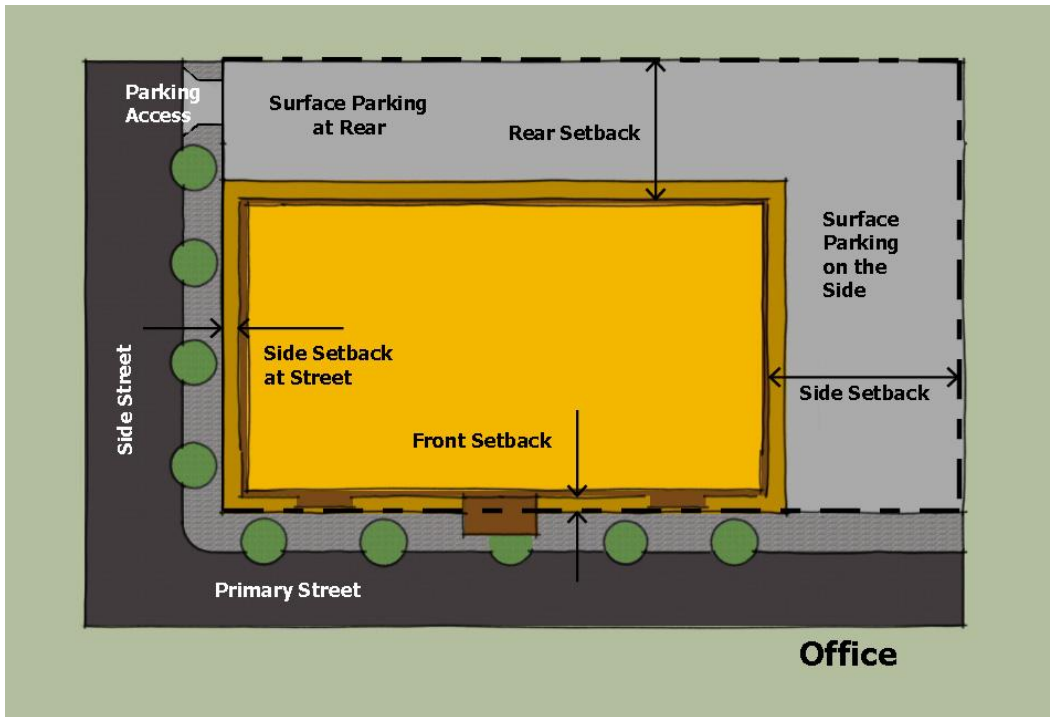 Parking
Access
Surface Parking
at Rear
Rear Setback
Surface
Parking
on the
Side
Side Street
Side Setback
at Street
Side Setback
Front Setback
Primary Street
Office